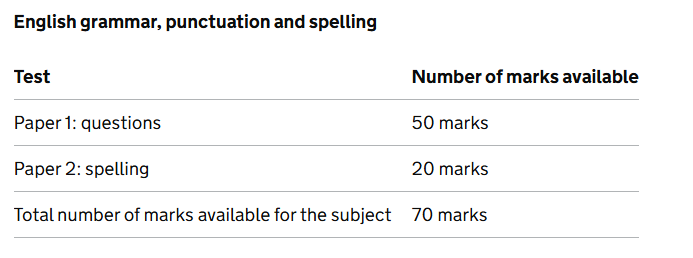 English grammar, punctuation and spelling
Test Number of marks available
Paper 1: questions 50 marks
Paper 2: spelling 20 marks
Total number of marks available for the subject 70 marks